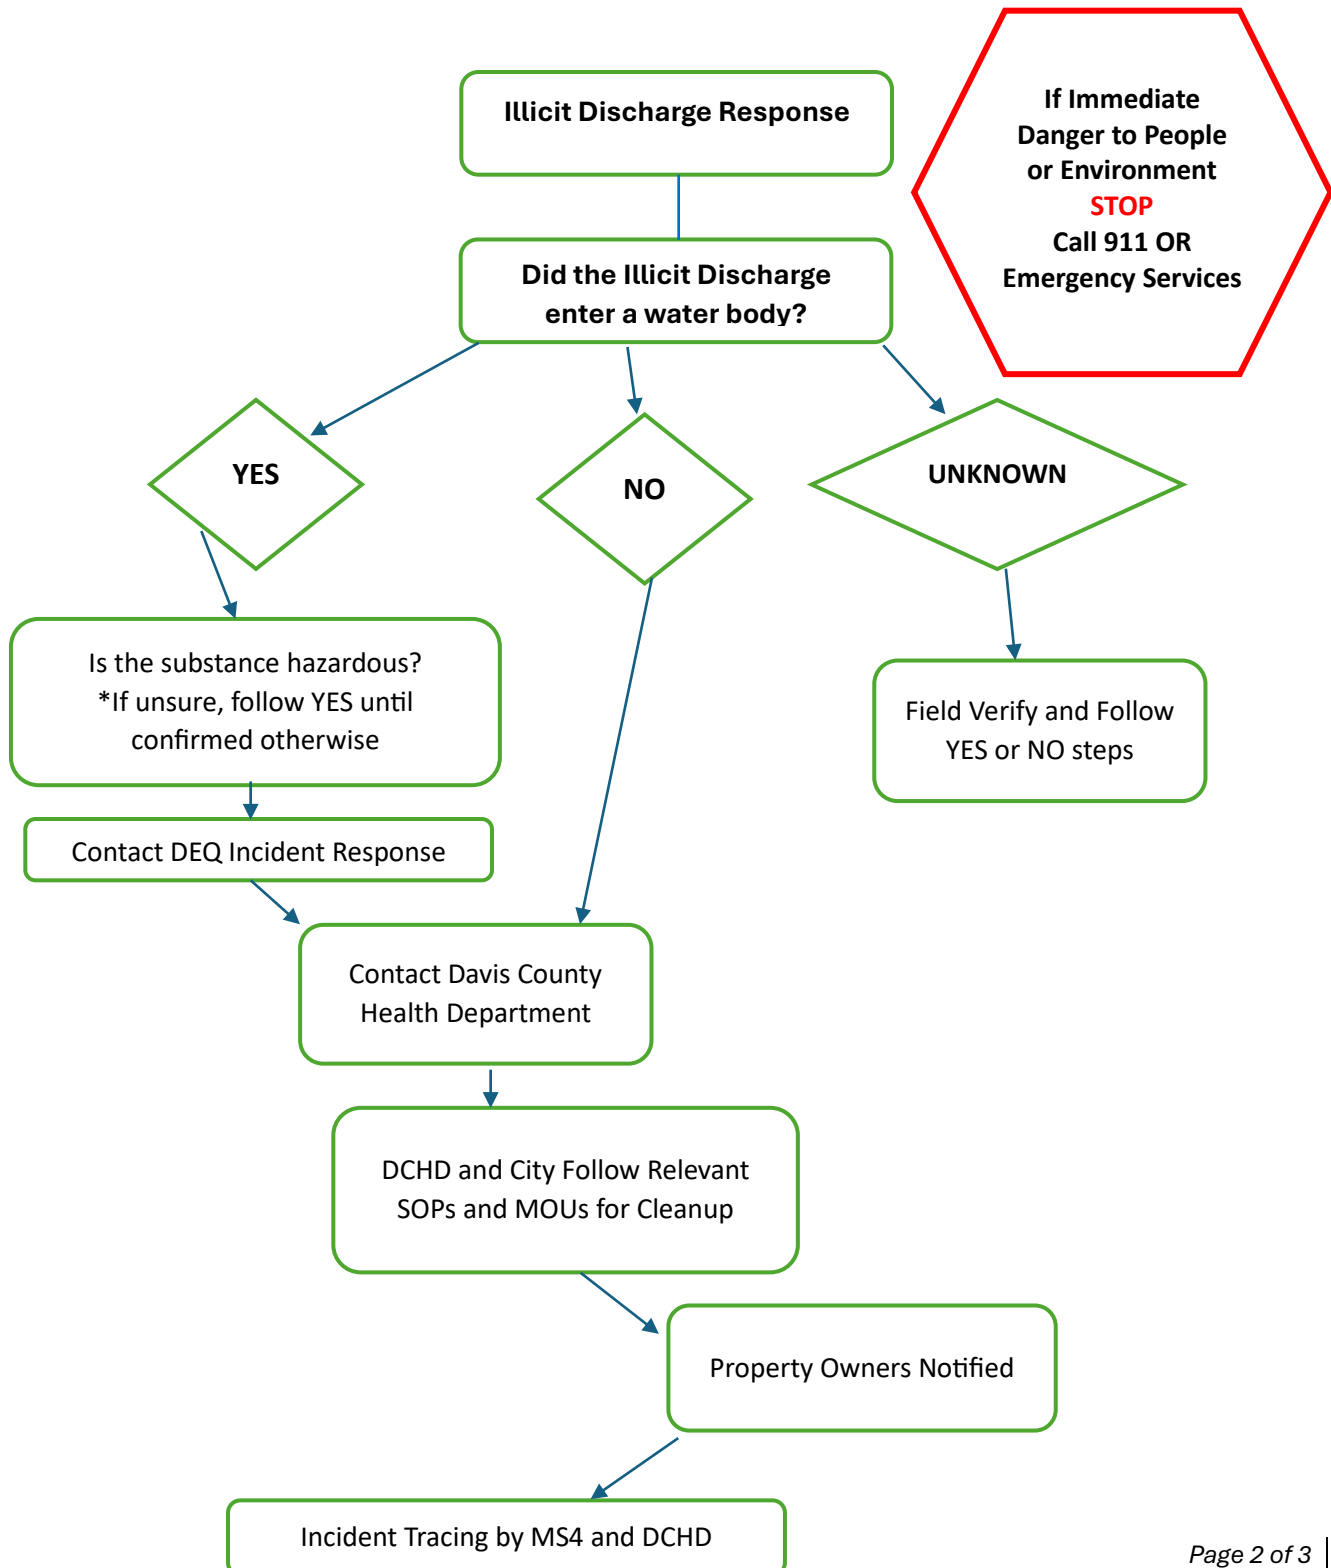 Illicit Discharge Response
If Immediate
Danger to People
or Environment
STOP
Call 911 OR
Emergency Services
Did the Illicit Discharge
enter a water body?
YES
NO
UNKNOWN
Is the substance hazardous?
*If unsure, follow YES until
confirmed otherwise
Field Verify and Follow
YES or NO steps
Contact DEQ Incident Response
Contact Davis County
Health Department
DCHD and City Follow Relevant
SOPs and MOUs for Cleanup
Property Owners Notified
Incident Tracing by MS4 and DCHD
Page 2 of 3